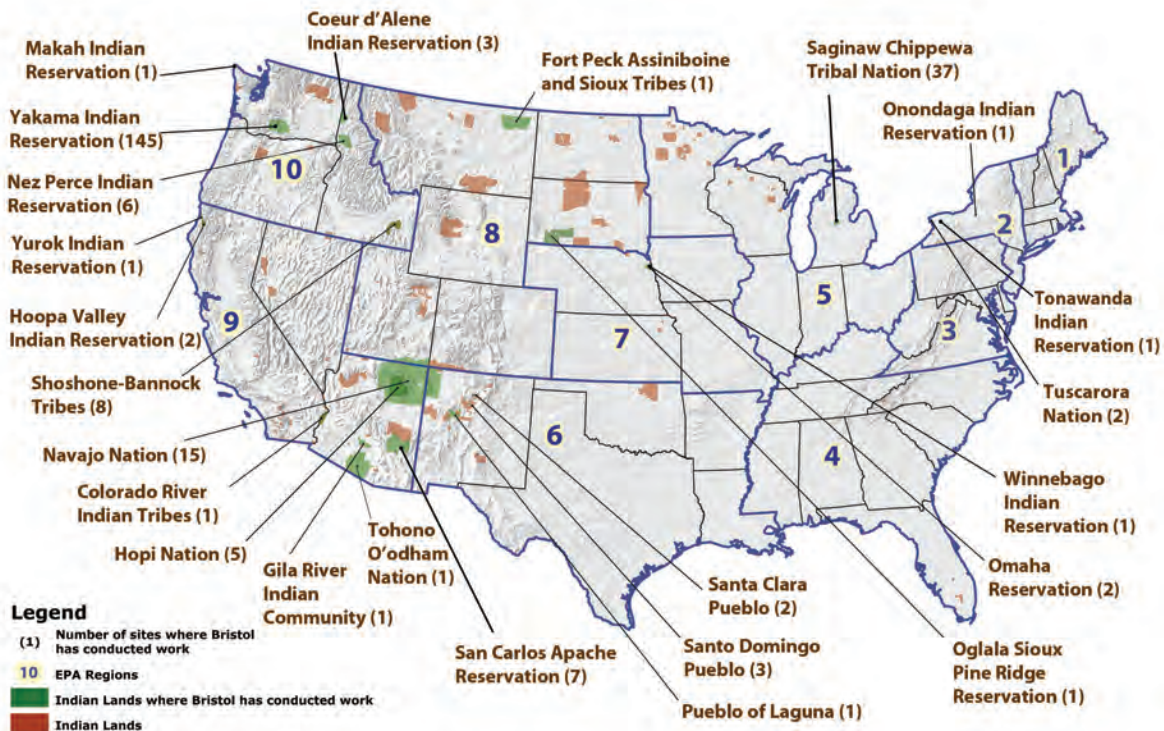 Makah Indian
Reservation (1)
Coeur d’Alene
Indian Reservation (3)
Fort Peck Assiniboine
and Sioux Tribes (1)
Saginaw Chippewa
Tribal Nation (37)
Onondaga Indian
Reservation (1)
Yakama Indian
Reservation (145)
Nez Perce Indian
Reservation (6)
Yurok Indian
Reservation (1)
Hoopa Valley
Indian Reservation (2)
Shoshone-Bannock
Tribes (8)
Navajo Nation (15)
Colorado River
Indian Tribes (1)
Hopi Nation (5)
Gila River
Indian
Community (1)
Tohono
O’odham
Nation (1)
San Carlos Apache
Reservation (7)
Santa Clara
Pueblo (2)
Santo Domingo
Pueblo (3)
Pueblo of Laguna (1)
Oglala Sioux
Pine Ridge
Reservation (1)
Omaha
Reservation (2)
Winnebago
Indian
Reservation (1)
Tuscarora
Nation (2)
Tonawanda
Indian
Reservation (1)
10
8
9
7
6
5
4
3
2
1
Legend
(1) Number of sites where Bristol
has conducted work
10 EPA Regions
Indian Lands where Bristol has conducted work
Indian Lands